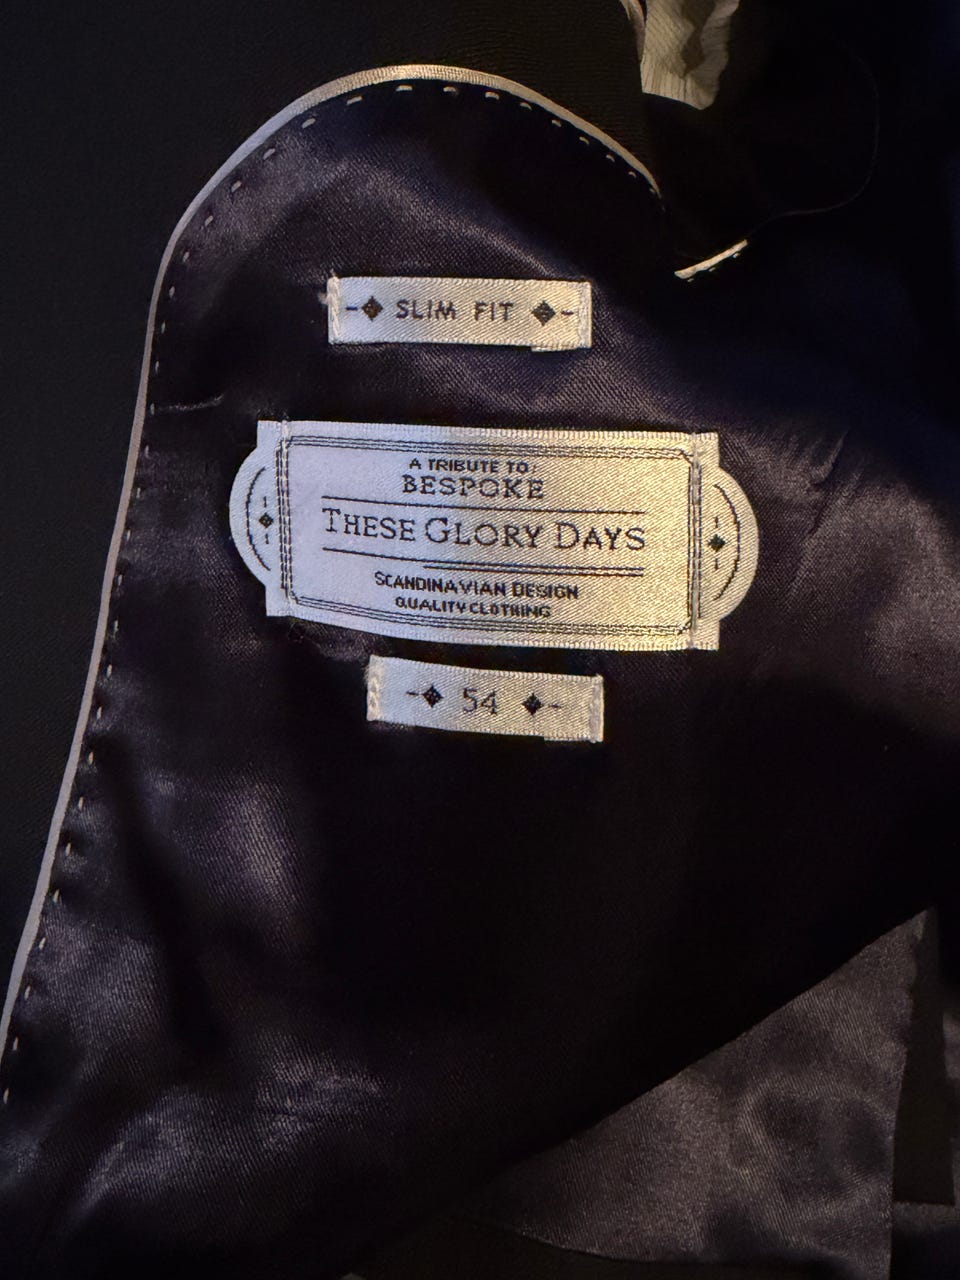 SLIM FIT
A TRIBUTE TO:
BESPOKE
THESE GLORY DAYS
SCANDINAVIAN DESIGN
QUALITY CLOTHING
54